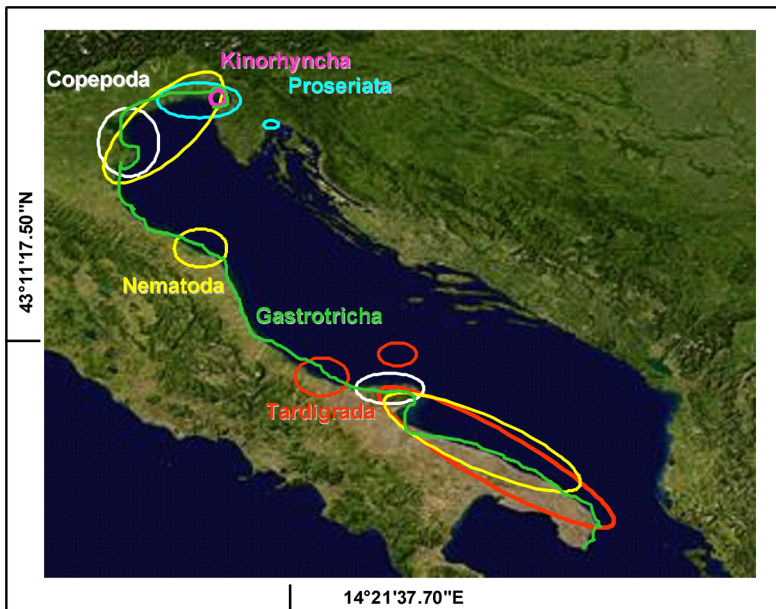 Kinorhyncha
Copepoda
Proseriata
43°11'17.50"N
Nematoda
Gastrotricha
Tardigrada
14°21'37.70"E